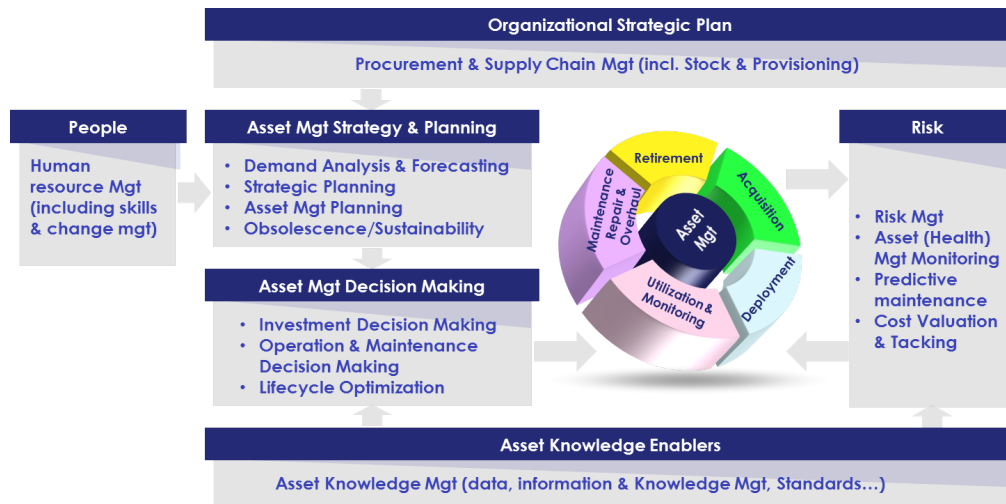 Organizational Strategic Plan
Procurement & Supply Chain Mgt (incl. Stock & Provisioning)
People
Human
resource Mgt
(including skills
& change mgt)
Asset Mgt Strategy & Planning
• Demand Analysis & Forecasting
• Strategic Planning
• Asset Mgt Planning
• Obsolescence/Sustainability
Asset Mgt Decision Making
• Investment Decision Making
• Operation & Maintenance
Decision Making
• Lifecycle Optimization
Retirement
Acquisition
Deployment
Utilization &
Monitoring
Maintenance
Repair &
Overhaul
Asset
Mgt
Risk
• Risk Mgt
• Asset (Health)
Mgt Monitoring
• Predictive
maintenance
• Cost Valuation
& Tacking
Asset Knowledge Enablers
Asset Knowledge Mgt (data, information & Knowledge Mgt, Standards…)